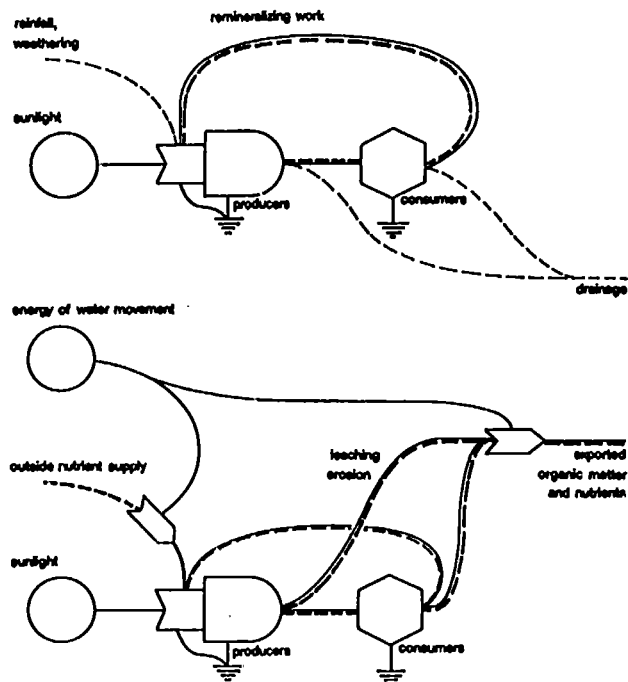 remineralizing work
rainfall,
weathering
sunlight
producers
consumers
drainage
energy of water movement
leaching
erosion
exported
organic matter
and nutrients
outside nutrient supply
sunlight
producers
consumers